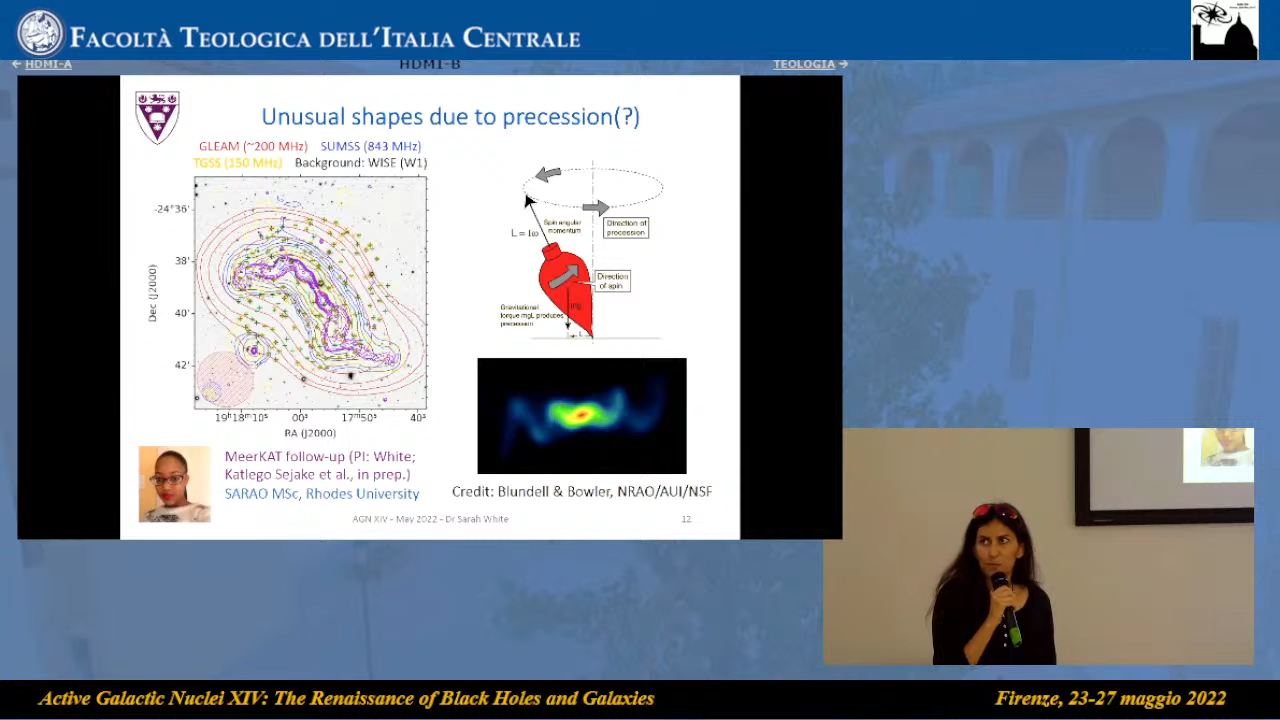 FACOLTÀ TEOLOGICA DELL'ITALIA CENTRALE
← HDMI-A
HDMI-B
TEOLOGIA →
Unusual shapes due to precession(?)
GLEAM (~200 MHz) SUMSS (843 MHz)
TGSS (150 MHz) Background: WISE (W1)
-24°36'
38'
40'
42'
Dec (J2000)
19ʰ18ᵐ10ˢ 00ˢ 17ᵐ50ˢ 40ˢ
RA (J2000)
Direction of precession
Spin angular momentum
L = Iω
Direction of spin
Gravitational torque mgL produces precession
mg
MeerKAT follow-up (PI: White;
Katlego Sejake et al., in prep.)
SARAO MSc, Rhodes University
Credit: Blundell & Bowler, NRAO/AUI/NSF
AGN XIV - May 2022 - Dr Sarah White
12
Active Galactic Nuclei XIV: The Renaissance of Black Holes and Galaxies
Firenze, 23-27 maggio 2022